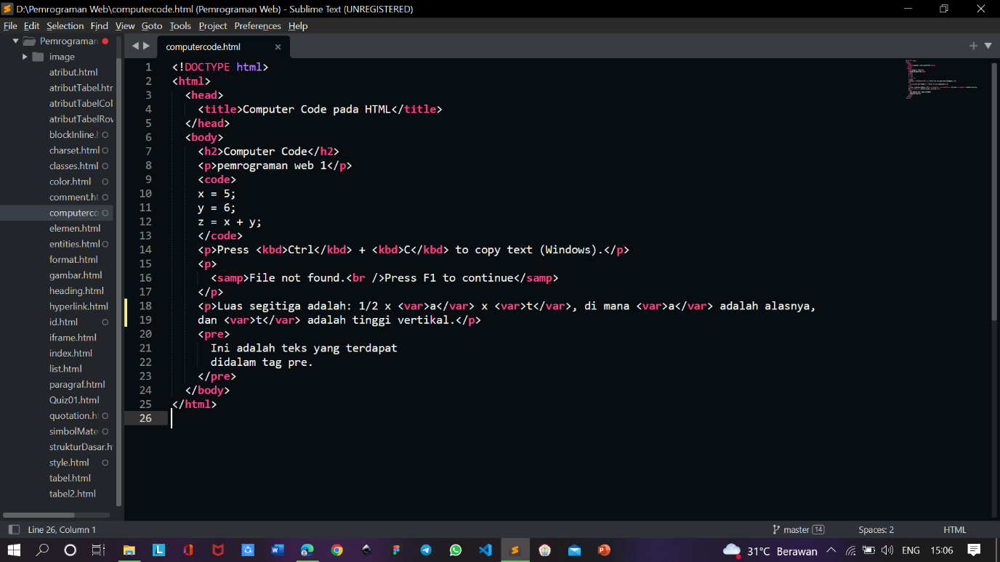 D:\Pemrograman Web\computercode.html (Pemrograman Web) - Sublime Text (UNREGISTERED)
File Edit Selection Find View Goto Tools Project Preferences Help
Pemrograman
image
atribut.html
atributTabel.htr
atributTabelCol
atributTabelRov
blockInline.h
charset.html
classes.html
color.html
comment.ht
computerco
elemen.html
entities.html
format.html
gambar.html
heading.html
hyperlink.html
id.html
iframe.html
index.html
list.html
paragraf.html
Quiz01.html
quotation.h
simbolMate
strukturDasar.h
style.html
tabel.html
tabel2.html
computercode.html
1 <!DOCTYPE html>
2 <html>
3 <head>
4 <title>Computer Code pada HTML</title>
5 </head>
6 <body>
7 <h2>Computer Code</h2>
8 <p>pemrograman web 1</p>
9 <code>
10 x = 5;
11 y = 6;
12 z = x + y;
13 </code>
14 <p>Press <kbd>Ctrl</kbd> + <kbd>C</kbd> to copy text (Windows).</p>
15 <p>
16 <samp>File not found.<br />Press F1 to continue</samp>
17 </p>
18 <p>Luas segitiga adalah: 1/2 x <var>a</var> x <var>t</var>, di mana <var>a</var> adalah alasnya,
19 dan <var>t</var> adalah tinggi vertikal.</p>
20 <pre>
21 Ini adalah teks yang terdapat
22 didalam tag pre.
23 </pre>
24 </body>
25 </html>
26
Line 26, Column 1
master 14
Spaces: 2
HTML
31°C Berawan
ENG
15:06